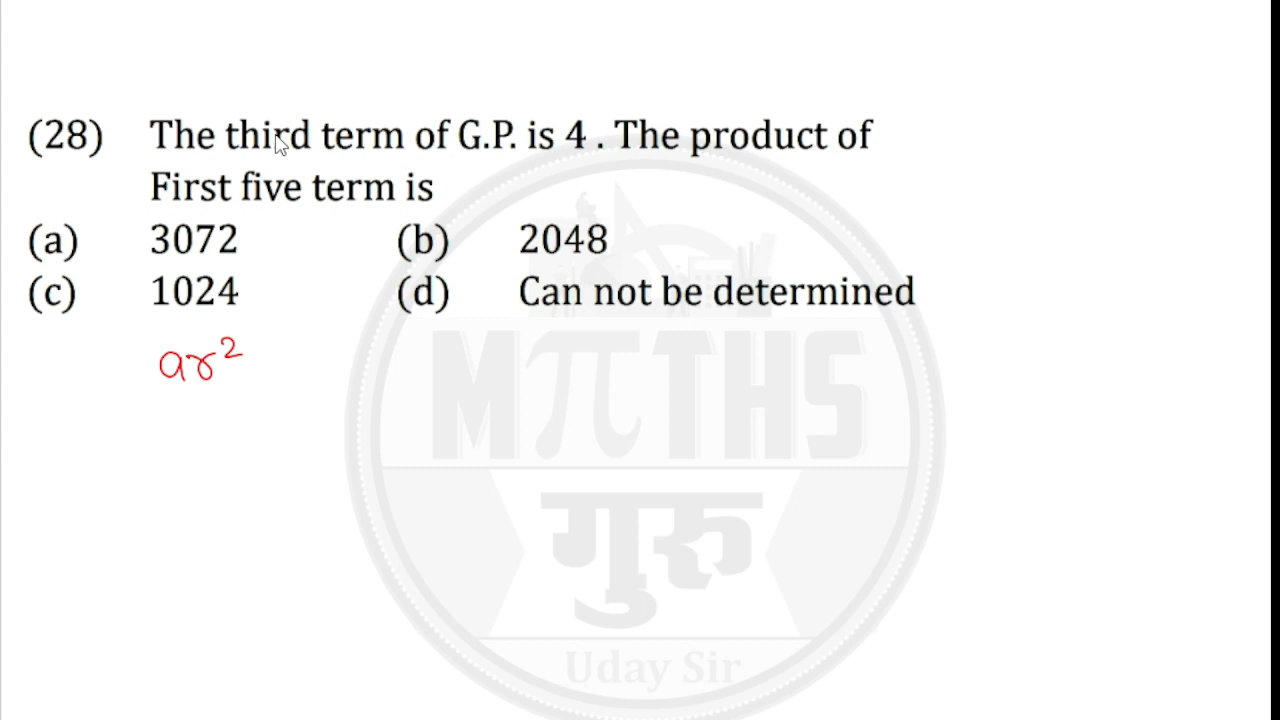 (28) The third term of G.P. is 4 . The product of
First five term is
(a) 3072 (b) 2048
(c) 1024 (d) Can not be determined
ar²
MπTHS
गुरु
Uday Sir